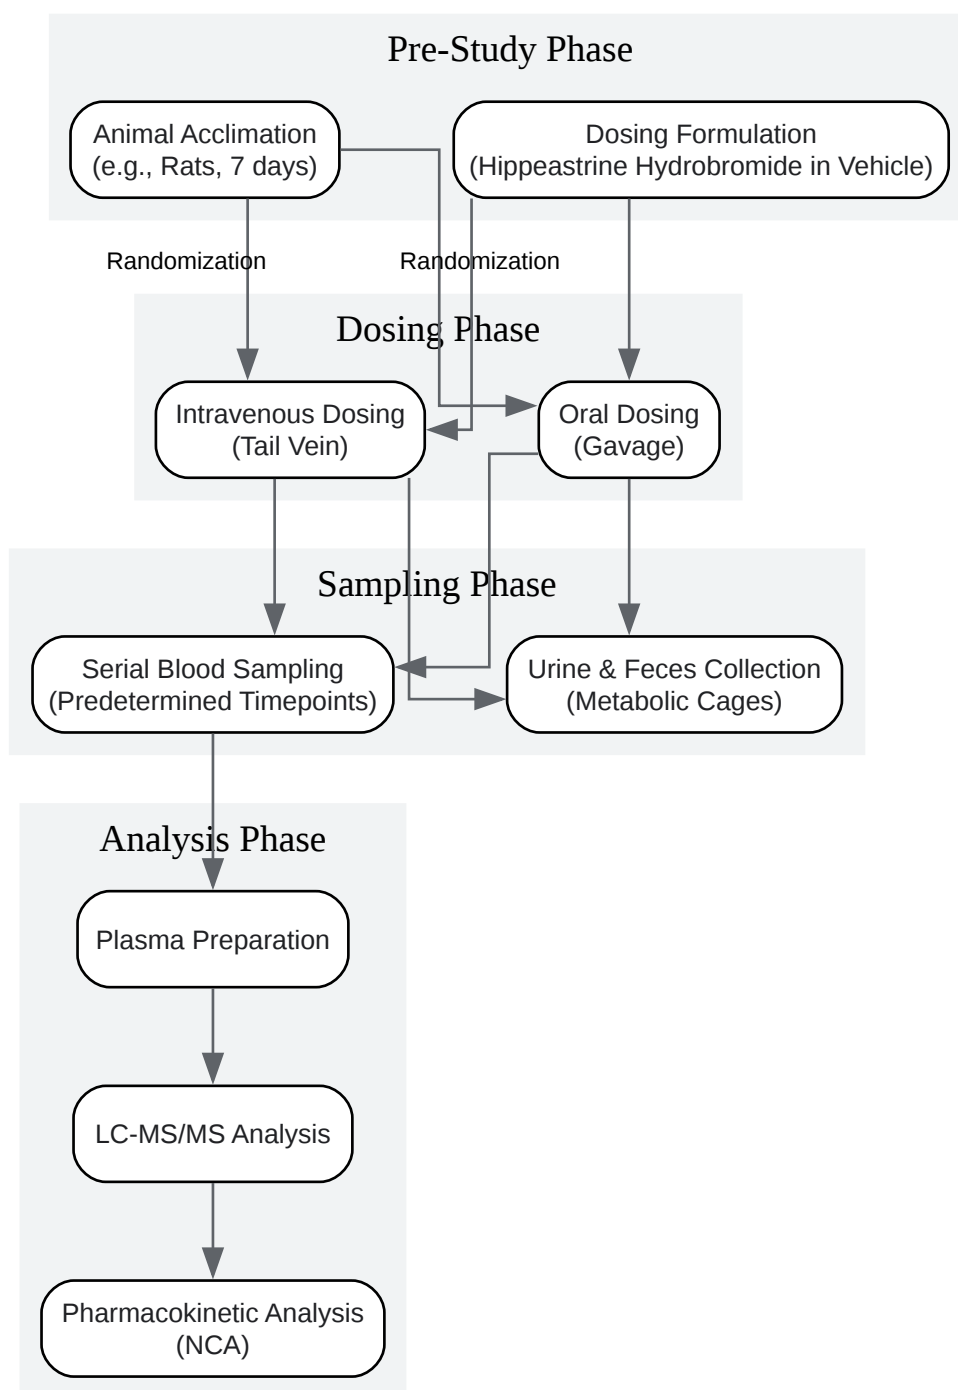 Pre-Study Phase
Animal Acclimation
(e.g., Rats, 7 days)
Dosing Formulation
(Hippeastrine Hydrobromide in Vehicle)
Randomization
Randomization
Dosing Phase
Intravenous Dosing
(Tail Vein)
Oral Dosing
(Gavage)
Sampling Phase
Serial Blood Sampling
(Predetermined Timepoints)
Urine & Feces Collection
(Metabolic Cages)
Analysis Phase
Plasma Preparation
LC-MS/MS Analysis
Pharmacokinetic Analysis
(NCA)